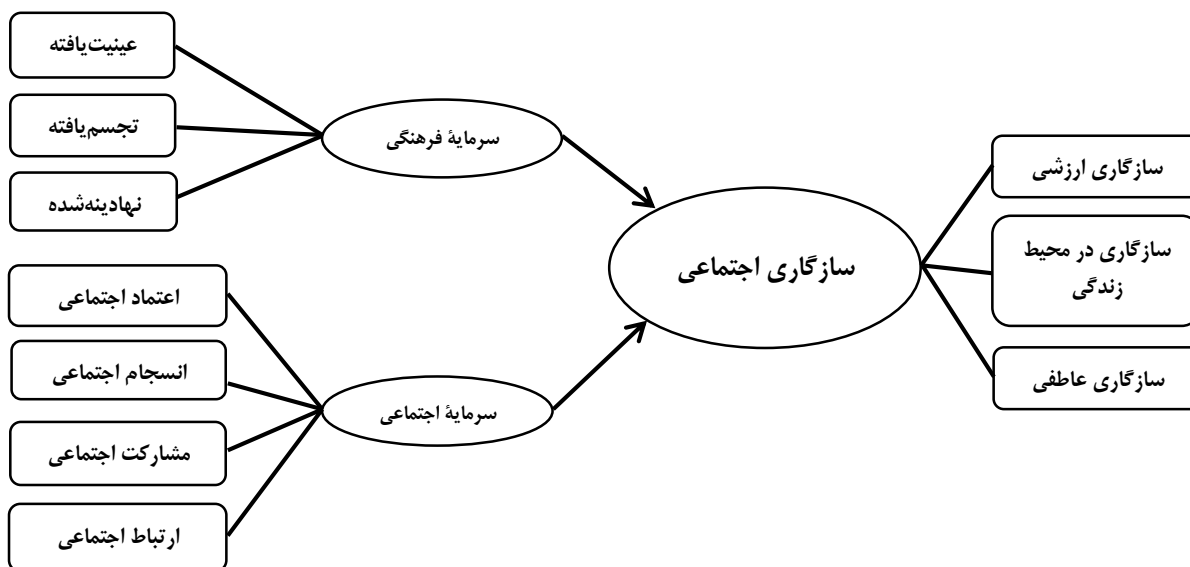 عینیت‌یافته
تجسم‌یافته
نهادینه‌شده
سرمایهٔ فرهنگی
اعتماد اجتماعی
انسجام اجتماعی
مشارکت اجتماعی
ارتباط اجتماعی
سرمایهٔ اجتماعی
سازگاری اجتماعی
سازگاری ارزشی
سازگاری در محیط
زندگی
سازگاری عاطفی